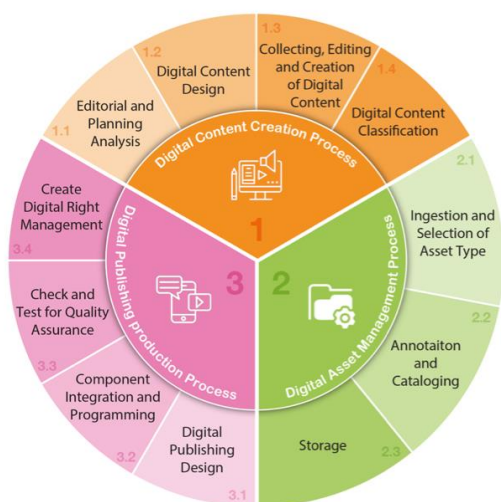 1.1
Editorial and
Planning
Analysis
1.2
Digital Content
Design
1.3
Collecting, Editing
and Creation
of Digital
Content
1.4
Digital Content
Classification
Digital Content Creation Process
1
2.1
Ingestion and
Selection of
Asset Type
2.2
Annotaiton
and
Cataloging
2.3
Storage
Digital Asset Management Process
2
3.1
Digital
Publishing
Design
3.2
Component
Integration and
Programming
3.3
Check and
Test for Quality
Assurance
3.4
Create
Digital Right
Management
Digital Publishing production Process
3